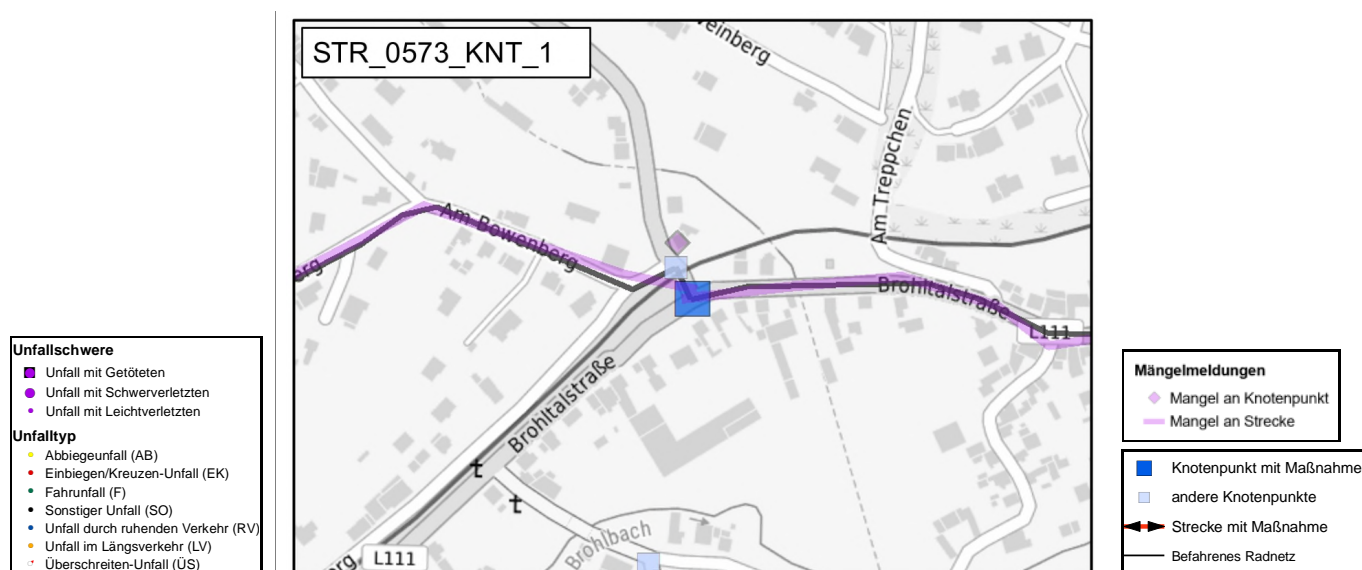 STR_0573_KNT_1
Am Treppchen
Am Bowenberg
Brohltalstraße
L111
Brohltalstraße
Brohlbach
L111
Unfallschwere
Unfall mit Getöteten
Unfall mit Schwerverletzten
Unfall mit Leichtverletzten
Unfalltyp
Abbiegeunfall (AB)
Einbiegen/Kreuzen-Unfall (EK)
Fahrunfall (F)
Sonstiger Unfall (SO)
Unfall durch ruhenden Verkehr (RV)
Unfall im Längsverkehr (LV)
Überschreiten-Unfall (ÜS)
Mängelmeldungen
Mangel an Knotenpunkt
Mangel an Strecke
Knotenpunkt mit Maßnahme
andere Knotenpunkte
Strecke mit Maßnahme
Befahrenes Radnetz